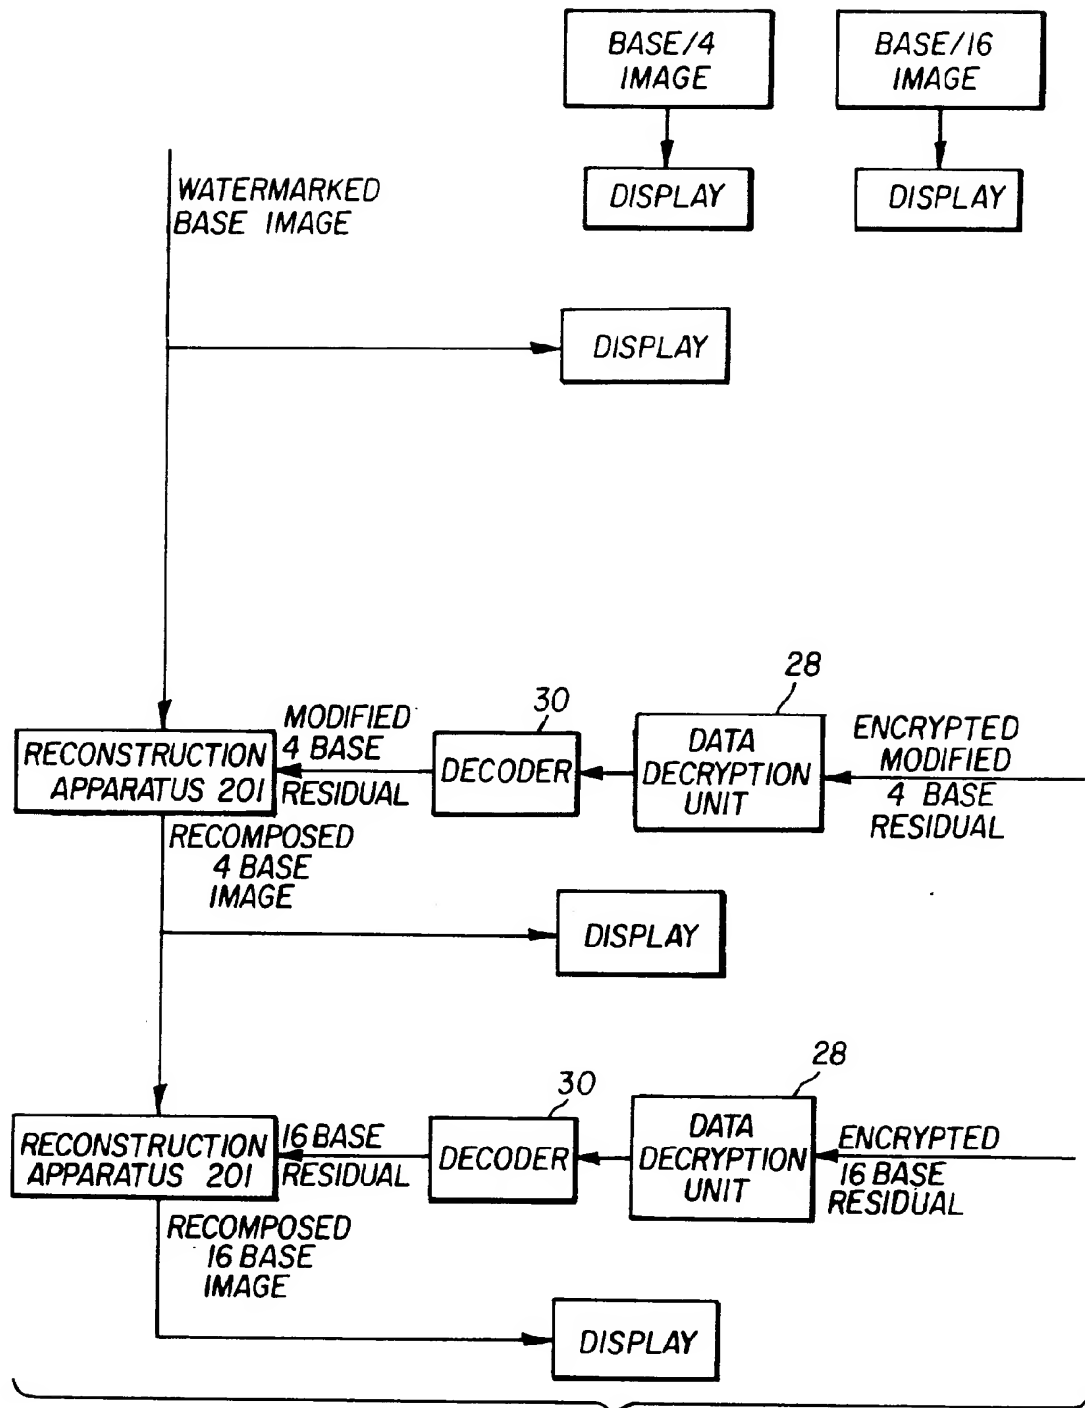 BASE/4
IMAGE
BASE/16
IMAGE
DISPLAY
DISPLAY
WATERMARKED
BASE IMAGE
DISPLAY
28
30
MODIFIED
4 BASE
RESIDUAL
RECONSTRUCTION
APPARATUS 201
DECODER
DATA
DECRYPTION
UNIT
ENCRYPTED
MODIFIED
4 BASE
RESIDUAL
RECOMPOSED
4 BASE
IMAGE
DISPLAY
28
30
RECONSTRUCTION
APPARATUS 201
16 BASE
RESIDUAL
DECODER
DATA
DECRYPTION
UNIT
ENCRYPTED
16 BASE
RESIDUAL
RECOMPOSED
16 BASE
IMAGE
DISPLAY